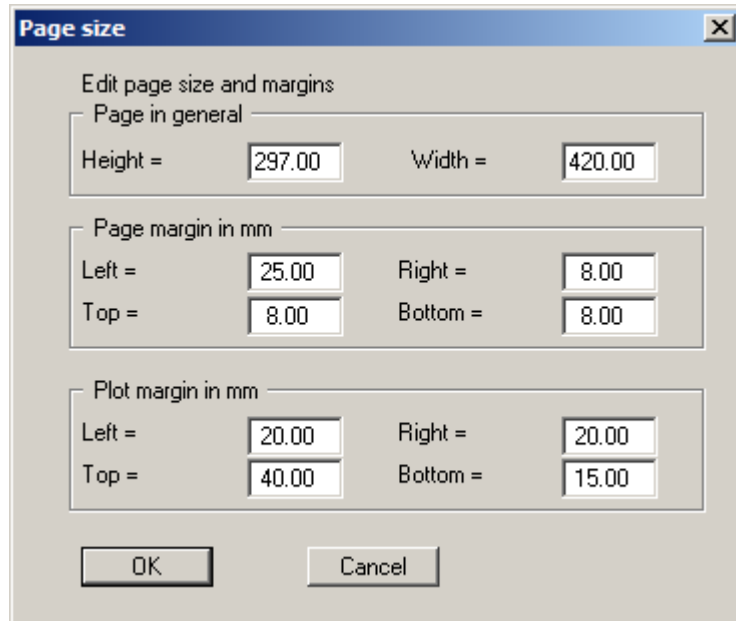 Page size
Edit page size and margins
Page in general
Height = 297.00 Width = 420.00
Page margin in mm
Left = 25.00 Right = 8.00
Top = 8.00 Bottom = 8.00
Plot margin in mm
Left = 20.00 Right = 20.00
Top = 40.00 Bottom = 15.00
OK Cancel